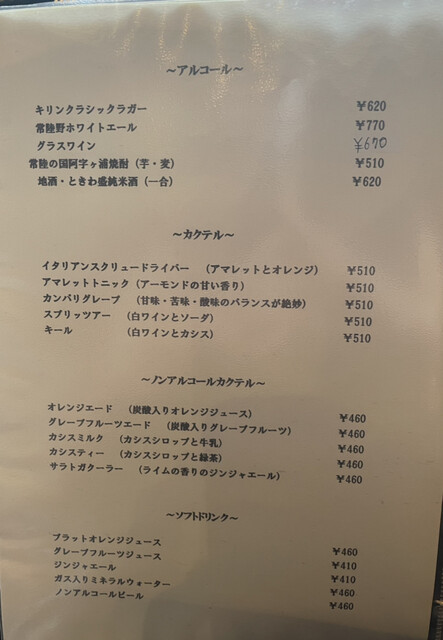 ～アルコール～
キリンクラシックラガー ¥620
常陸野ホワイトエール ¥770
グラスワイン ¥670
常陸の国阿字ヶ浦焼酎（芋・麦） ¥510
地酒・ときわ盛純米酒（一合） ¥620
～カクテル～
イタリアンスクリュードライバー （アマレットとオレンジ） ¥510
アマレットトニック（アーモンドの甘い香り） ¥510
カンパリグレープ （甘味・苦味・酸味のバランスが絶妙） ¥510
スプリッツアー （白ワインとソーダ） ¥510
キール （白ワインとカシス） ¥510
～ノンアルコールカクテル～
オレンジエード （炭酸入りオレンジジュース） ¥460
グレープフルーツエード （炭酸入りグレープフルーツ） ¥460
カシスミルク （カシスシロップと牛乳） ¥460
カシスティー （カシスシロップと緑茶） ¥460
サラトガクーラー （ライムの香りのジンジャエール） ¥460
～ソフトドリンク～
ブラットオレンジジュース ¥460
グレープフルーツジュース ¥410
ジンジャエール ¥410
ガス入りミネラルウォーター ¥460
ノンアルコールビール ¥460